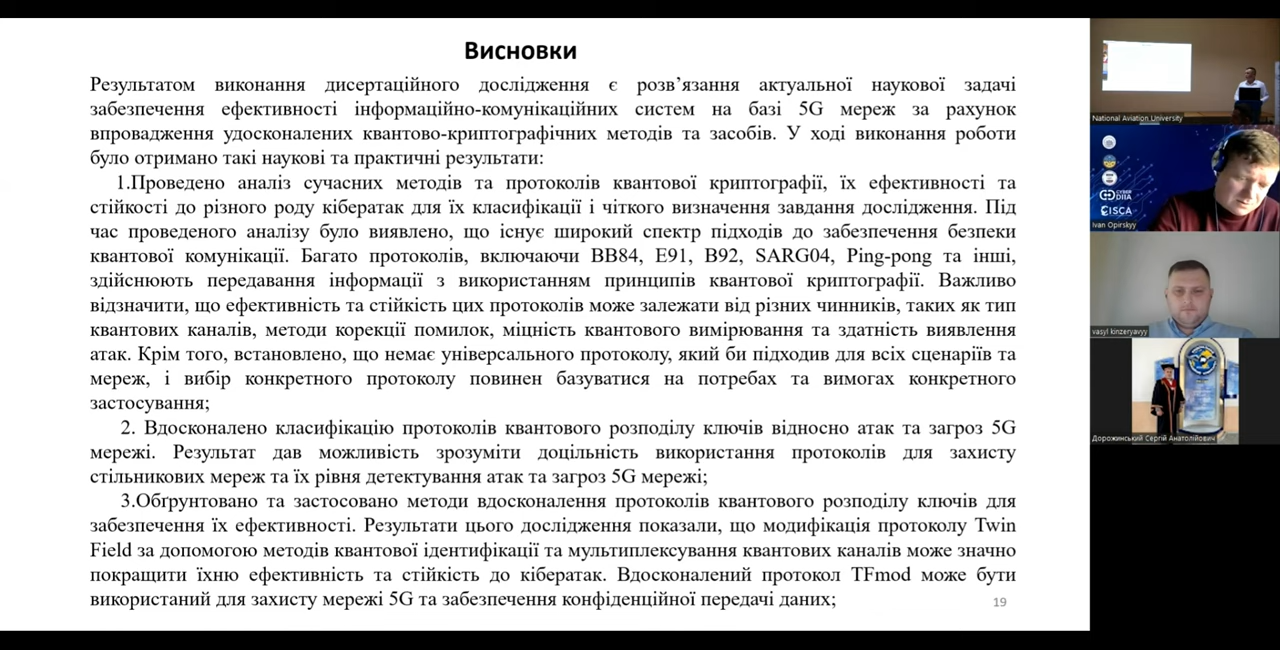 Висновки
Результатом виконання дисертаційного дослідження є розв’язання актуальної наукової задачі
забезпечення ефективності інформаційно-комунікаційних систем на базі 5G мереж за рахунок
впровадження удосконалених квантово-криптографічних методів та засобів. У ході виконання роботи
було отримано такі наукові та практичні результати:
1.Проведено аналіз сучасних методів та протоколів квантової криптографії, їх ефективності та
стійкості до різного роду кібератак для їх класифікації і чіткого визначення завдання дослідження. Під
час проведеного аналізу було виявлено, що існує широкий спектр підходів до забезпечення безпеки
квантової комунікації. Багато протоколів, включаючи BB84, E91, B92, SARG04, Ping-pong та інші,
здійснюють передавання інформації з використанням принципів квантової криптографії. Важливо
відзначити, що ефективність та стійкість цих протоколів може залежати від різних чинників, таких як тип
квантових каналів, методи корекції помилок, міцність квантового вимірювання та здатність виявлення
атак. Крім того, встановлено, що немає універсального протоколу, який би підходив для всіх сценаріїв та
мереж, і вибір конкретного протоколу повинен базуватися на потребах та вимогах конкретного
застосування;
2. Вдосконалено класифікацію протоколів квантового розподілу ключів відносно атак та загроз 5G
мережі. Результат дав можливість зрозуміти доцільність використання протоколів для захисту
стільникових мереж та їх рівня детектування атак та загроз 5G мережі;
3.Обґрунтовано та застосовано методи вдосконалення протоколів квантового розподілу ключів для
забезпечення їх ефективності. Результати цього дослідження показали, що модифікація протоколу Twin
Field за допомогою методів квантової ідентифікації та мультиплексування квантових каналів може значно
покращити їхню ефективність та стійкість до кібератак. Вдосконалений протокол TFmod може бути
використаний для захисту мережі 5G та забезпечення конфіденційної передачі даних;
19
National Aviation University
CYBER
DIIA
CISCA
Ivan Opirskyy
vasyl kinzeryavyy
Дорожинський Сергій Анатолійович